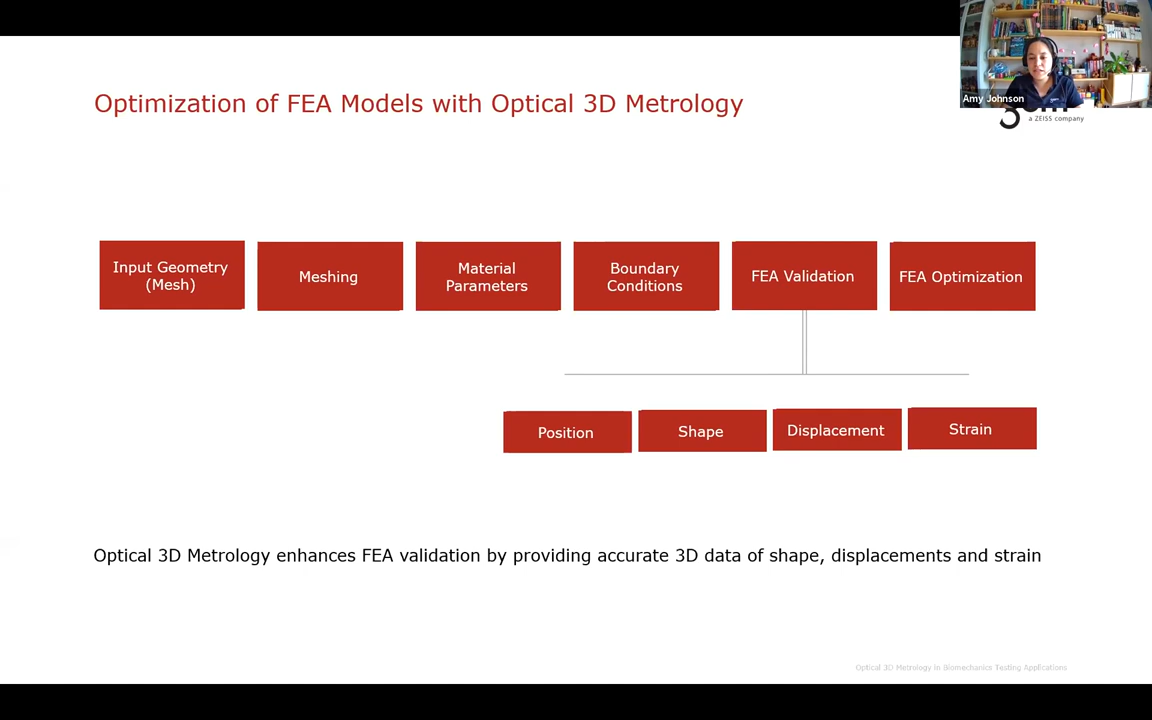 Optimization of FEA Models with Optical 3D Metrology
Amy Johnson
a ZEISS company
Input Geometry
(Mesh)
Meshing
Material
Parameters
Boundary
Conditions
FEA Validation
FEA Optimization
Position
Shape
Displacement
Strain
Optical 3D Metrology enhances FEA validation by providing accurate 3D data of shape, displacements and strain
Optical 3D Metrology in Biomechanics Testing Applications